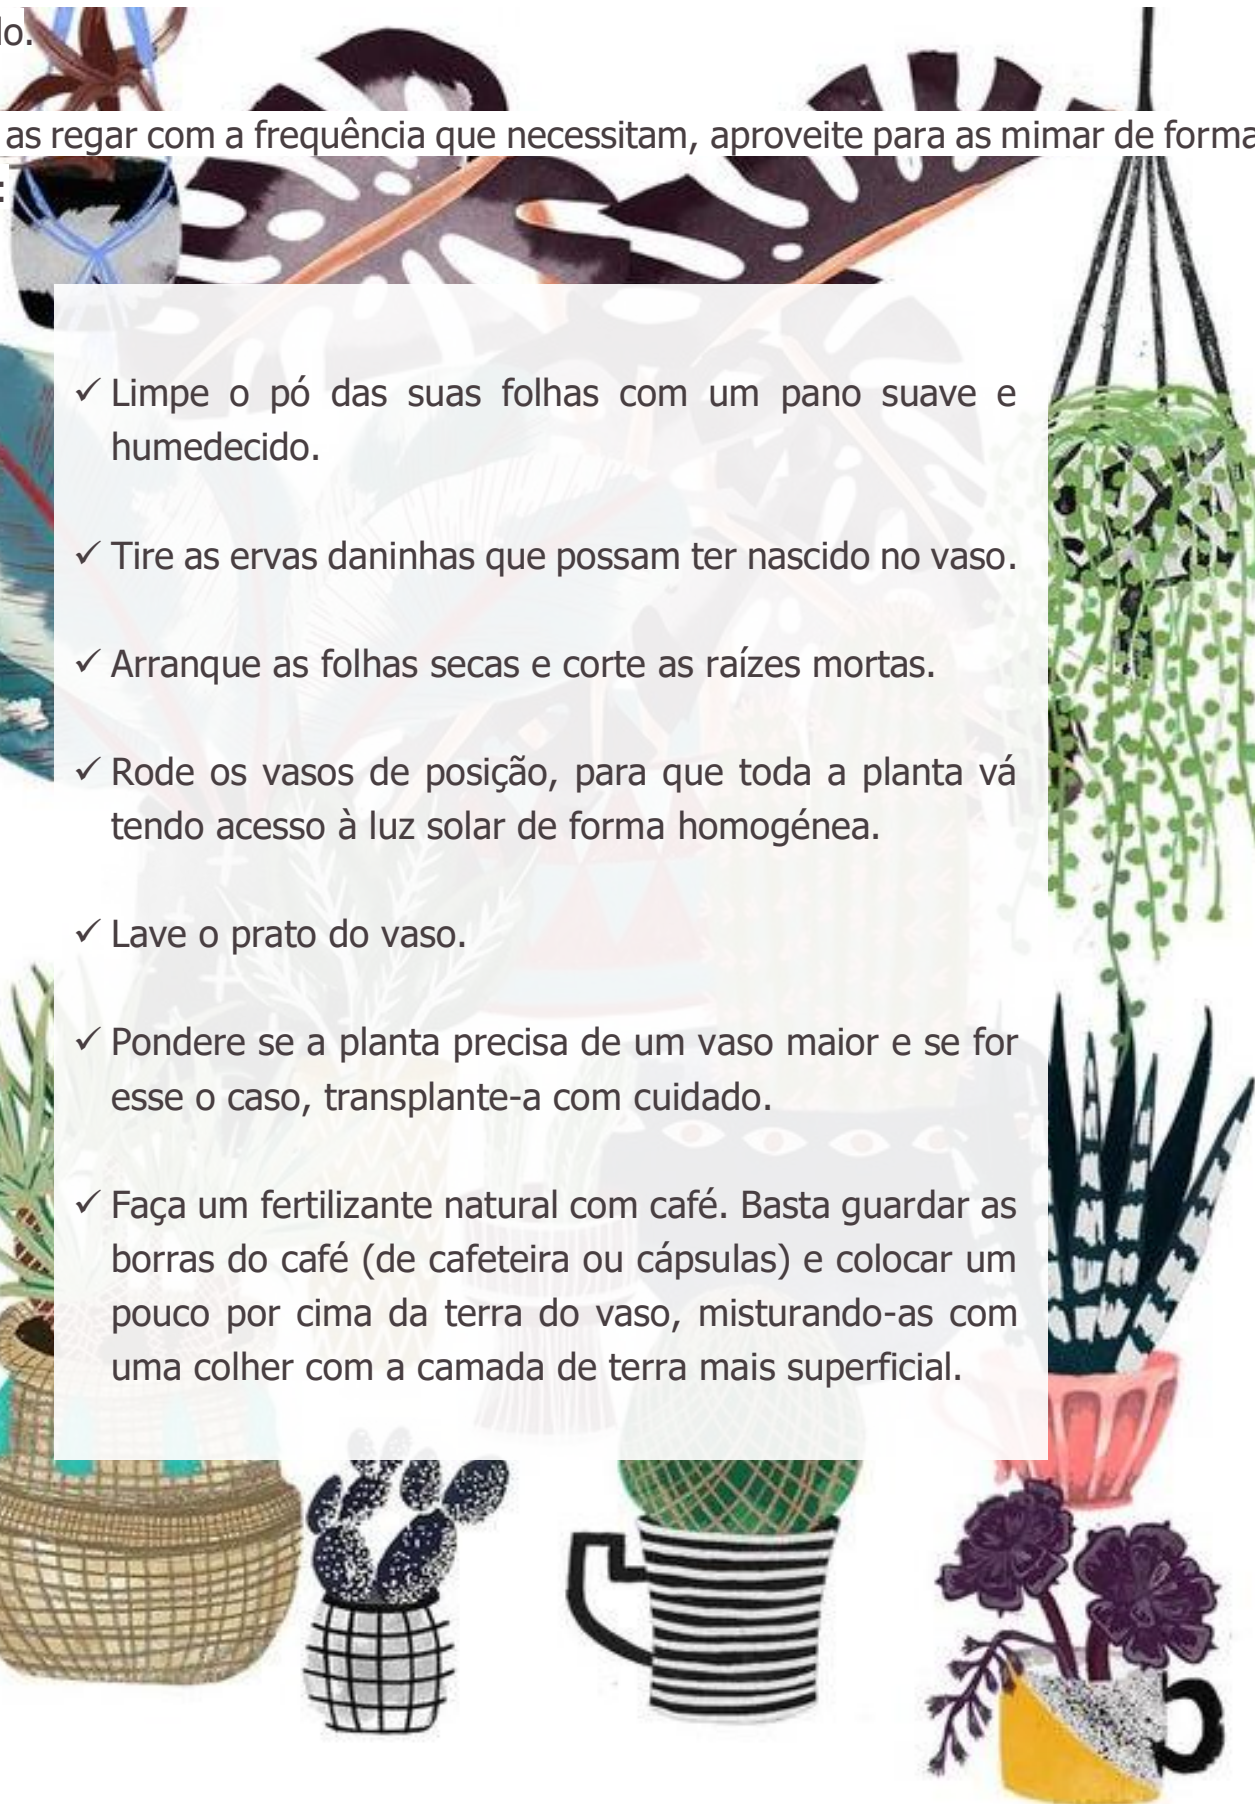 as regar com a frequência que necessitam, aproveite para as mimar de forma
:
✓ Limpe o pó das suas folhas com um pano suave e
humedecido.
✓ Tire as ervas daninhas que possam ter nascido no vaso.
✓ Arranque as folhas secas e corte as raízes mortas.
✓ Rode os vasos de posição, para que toda a planta vá
tendo acesso à luz solar de forma homogénea.
✓ Lave o prato do vaso.
✓ Pondere se a planta precisa de um vaso maior e se for
esse o caso, transplante-a com cuidado.
✓ Faça um fertilizante natural com café. Basta guardar as
borras do café (de cafeteira ou cápsulas) e colocar um
pouco por cima da terra do vaso, misturando-as com
uma colher com a camada de terra mais superficial.